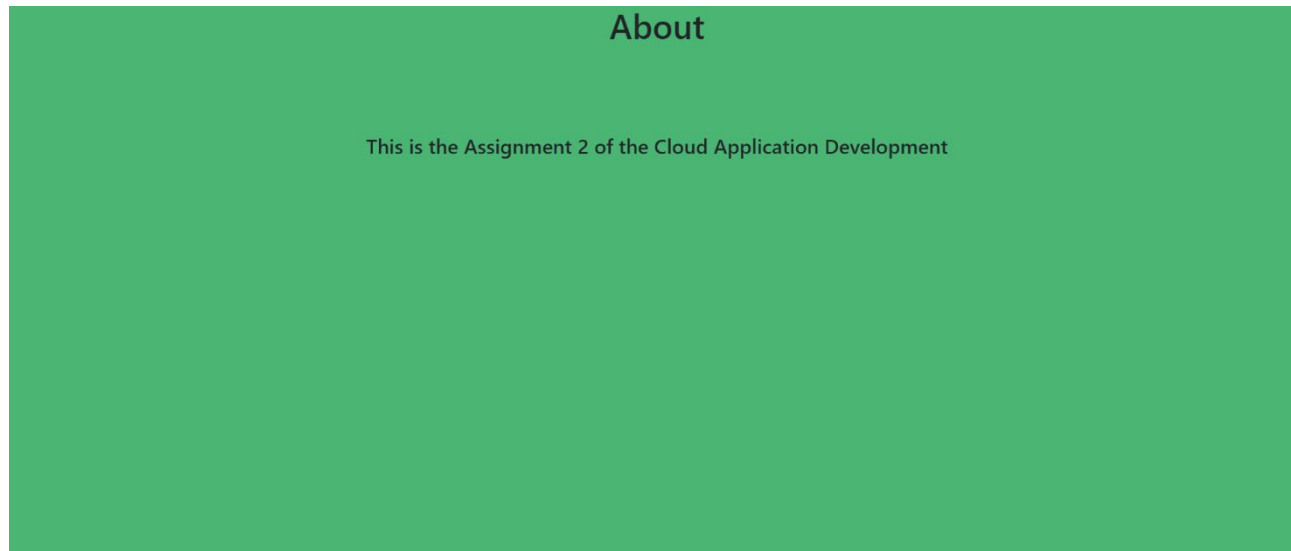 About
This is the Assignment 2 of the Cloud Application Development